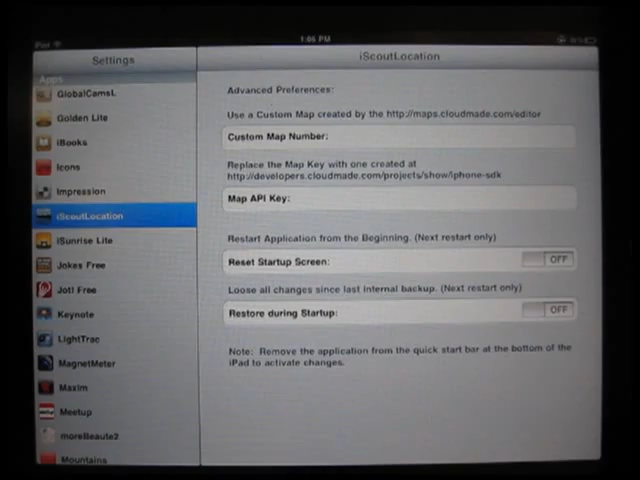 iPad
1:06 PM
Settings
iScoutLocation
Apps
GlobalCamsL
Golden Lite
iBooks
Icons
Impression
iScoutLocation
iSunrise Lite
Jokes Free
Jot! Free
Keynote
LightTrac
MagnetMeter
Maxim
Meetup
moreBeaute2
Mountains
Advanced Preferences:
Use a Custom Map created by the http://maps.cloudmade.com/editor
Custom Map Number:
Replace the Map Key with one created at
http://developers.cloudmade.com/projects/show/iphone-sdk
Map API Key:
Restart Application from the Beginning. (Next restart only)
Reset Startup Screen:
OFF
Loose all changes since last internal backup. (Next restart only)
Restore during Startup:
OFF
Note: Remove the application from the quick start bar at the bottom of the
iPad to activate changes.